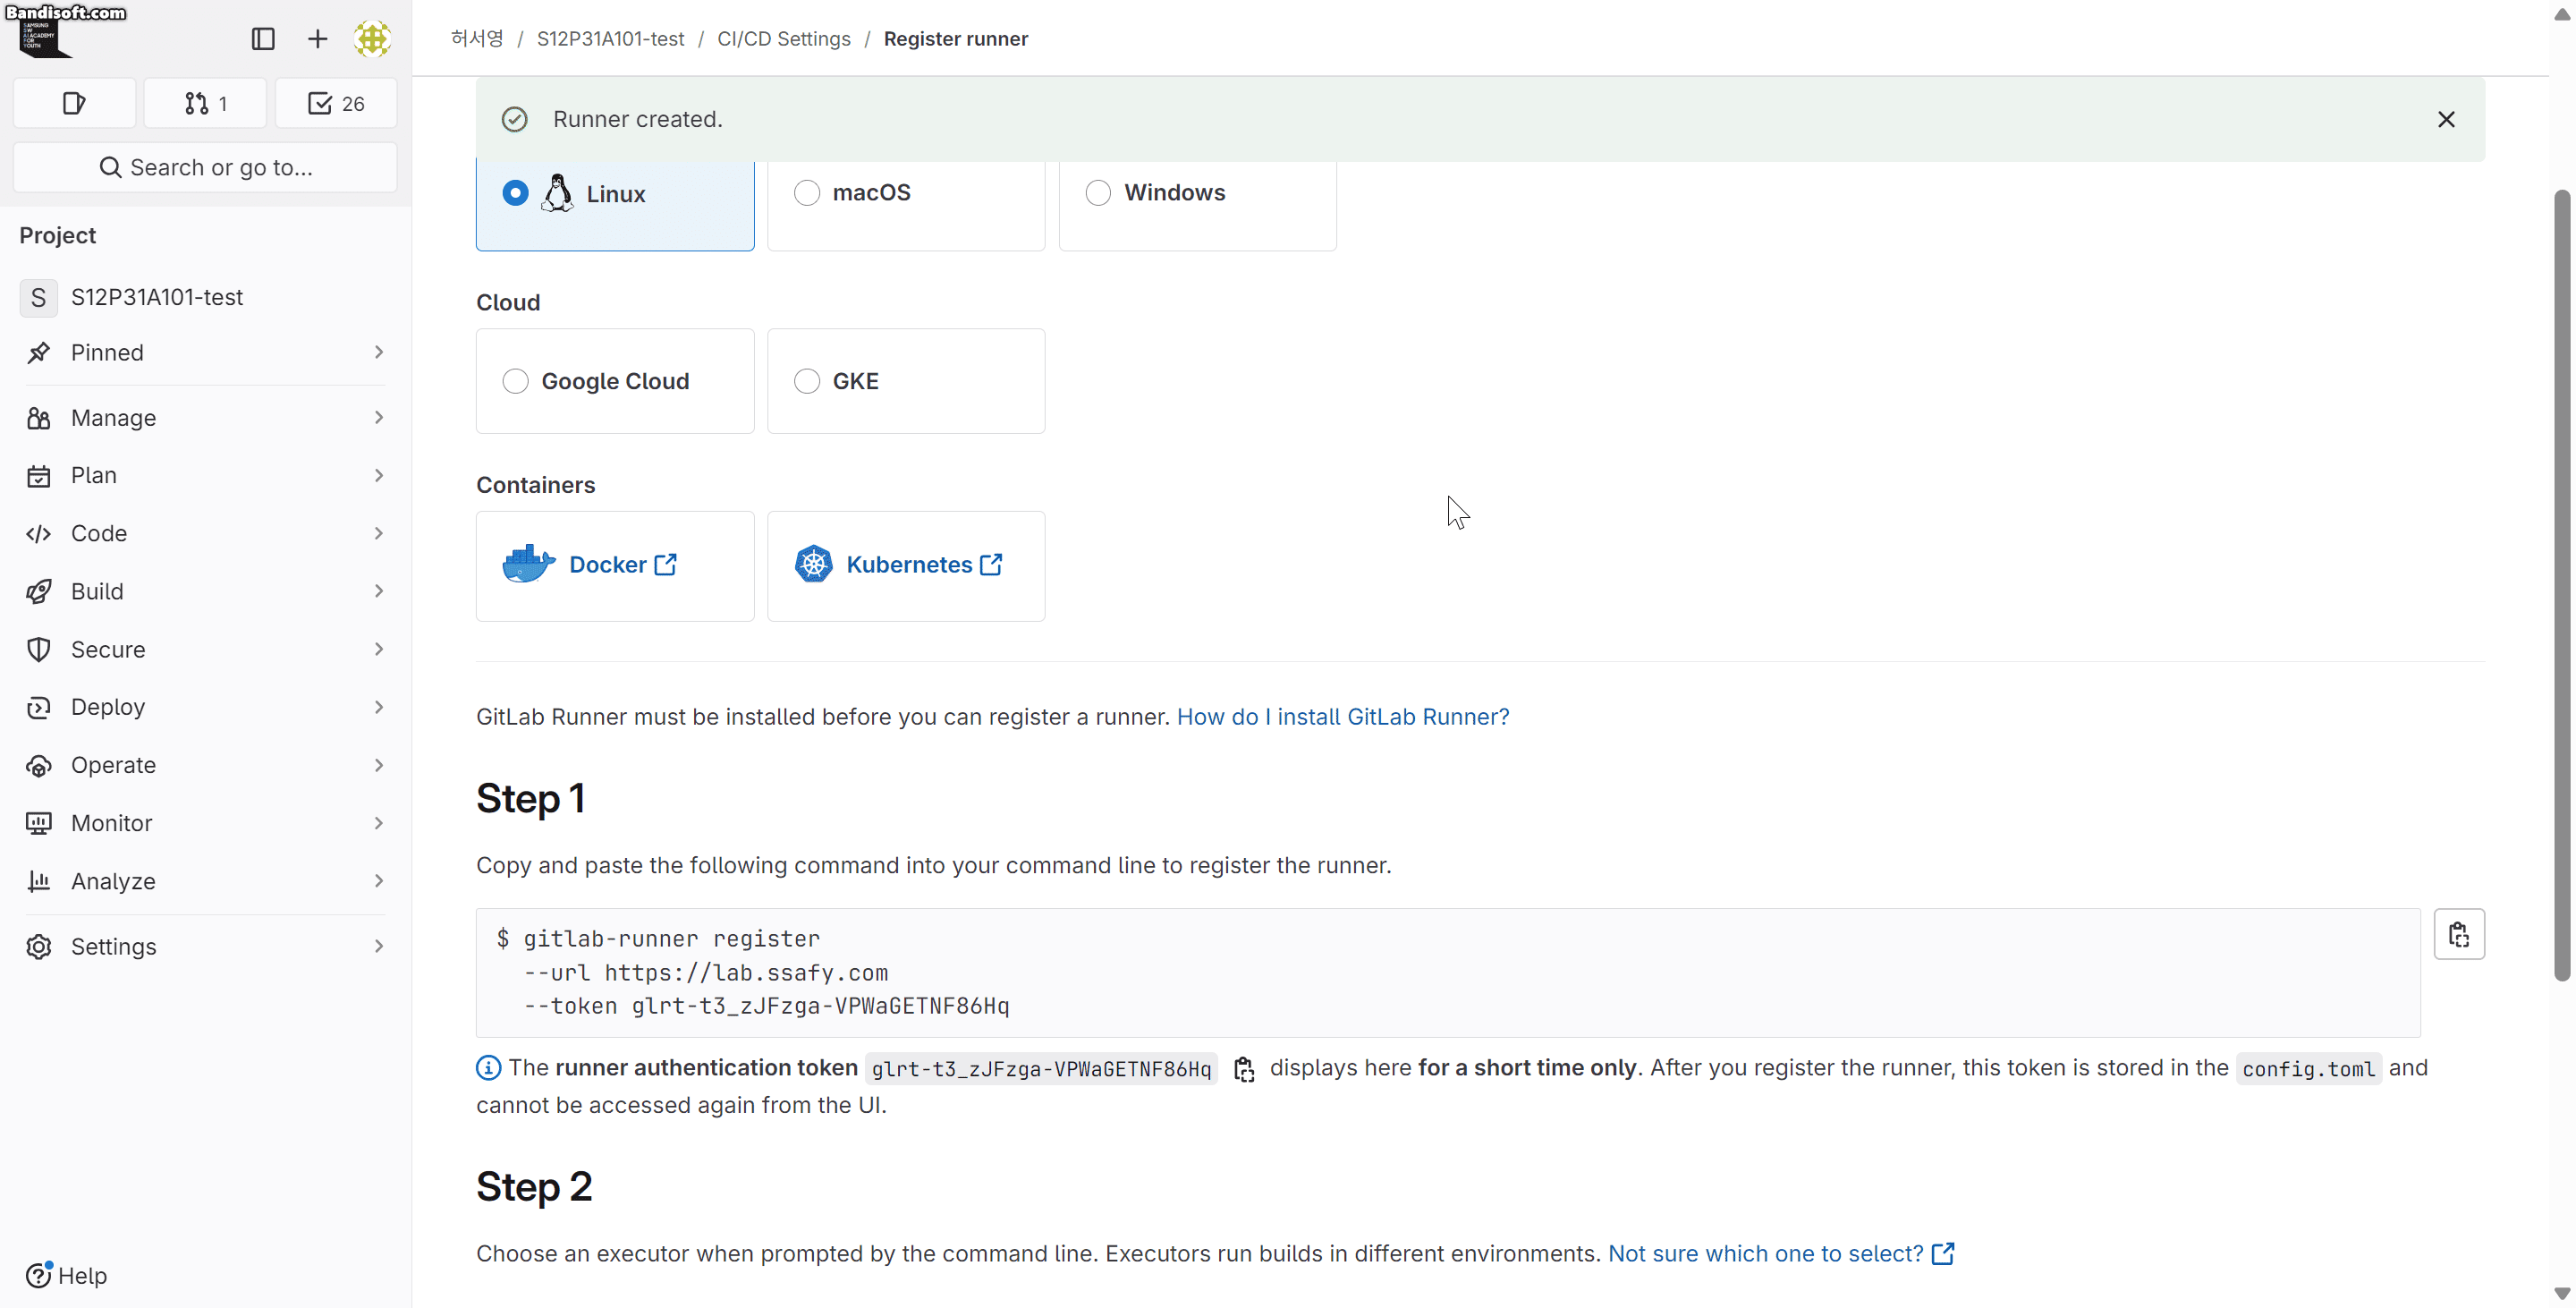 Bandisoft.com
SAMSUNG
SW
AI ACADEMY
FOR
YOUTH
1
26
Search or go to...
Project
S S12P31A101-test
Pinned
Manage
Plan
Code
Build
Secure
Deploy
Operate
Monitor
Analyze
Settings
Help
허서영 / S12P31A101-test / CI/CD Settings / Register runner
Runner created.
Linux
macOS
Windows
Cloud
Google Cloud
GKE
Containers
Docker
Kubernetes
GitLab Runner must be installed before you can register a runner. How do I install GitLab Runner?
Step 1
Copy and paste the following command into your command line to register the runner.
$ gitlab-runner register
--url https://lab.ssafy.com
--token glrt-t3_zJFzga-VPWaGETNF86Hq
The runner authentication token glrt-t3_zJFzga-VPWaGETNF86Hq displays here for a short time only. After you register the runner, this token is stored in the config.toml and
cannot be accessed again from the UI.
Step 2
Choose an executor when prompted by the command line. Executors run builds in different environments. Not sure which one to select?